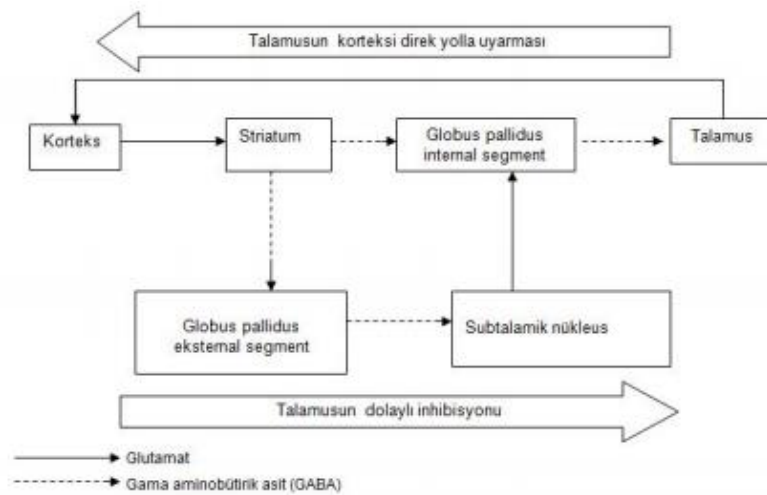 Talamusun korteksi direk yolla uyarması
Korteks
Striatum
Globus pallidus
internal segment
Talamus
Globus pallidus
eksternal segment
Subtalamik nükleus
Talamusun dolaylı inhibisyonu
Glutamat
Gama aminobütirik asit (GABA)